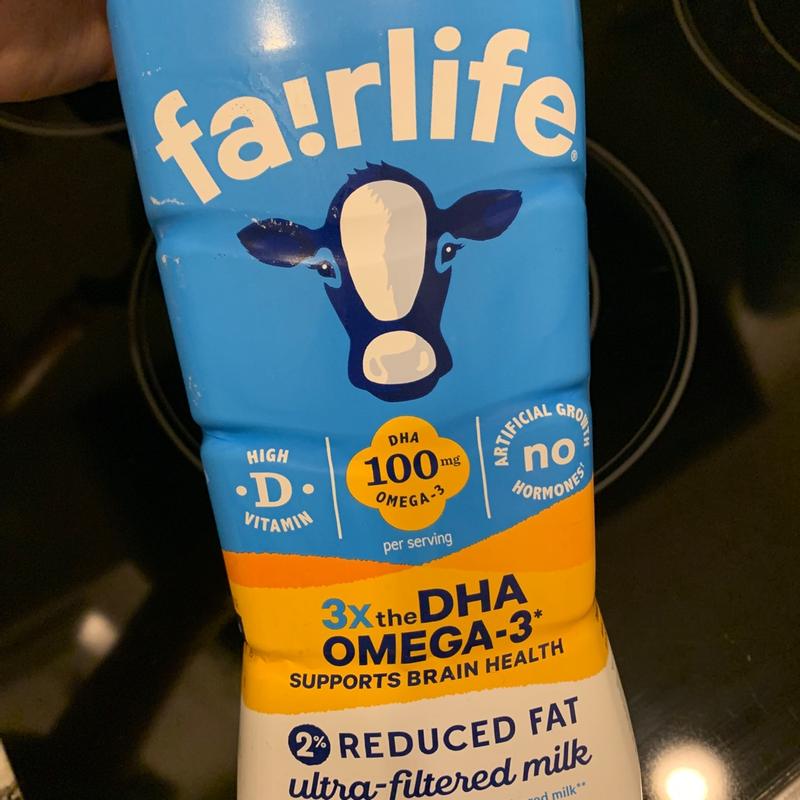 fa!rlife®
HIGH
D
VITAMIN
DHA
100mg
OMEGA-3
per serving
ARTIFICIAL GROWTH
no
HORMONES†
3x the DHA
OMEGA-3*
SUPPORTS BRAIN HEALTH
2% REDUCED FAT
ultra-filtered milk
milk**